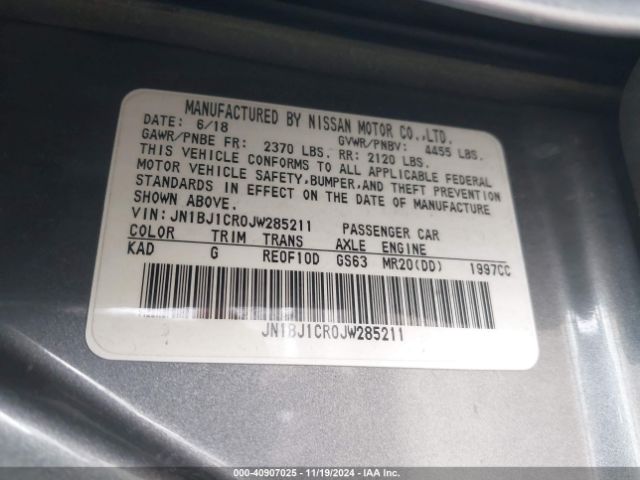 MANUFACTURED BY NISSAN MOTOR CO.,LTD.
DATE: 6/18 GVWR/PNBV: 4455 LBS.
GAWR/PNBE FR: 2370 LBS. RR: 2120 LBS.
THIS VEHICLE CONFORMS TO ALL APPLICABLE FEDERAL
MOTOR VEHICLE SAFETY,BUMPER,AND THEFT PREVENTION
STANDARDS IN EFFECT ON THE DATE OF MANUFACTURE
SHOWN ABOVE.
VIN:JN1BJ1CR0JW285211 PASSENGER CAR
COLOR TRIM TRANS AXLE ENGINE
KAD G RE0F10D GS63 MR20(DD) 1997CC
JN1BJ1CR0JW285211
000-40907025 - 11/19/2024 - IAA Inc.